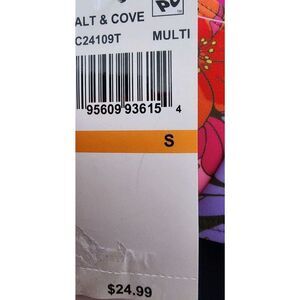 ALT & COVE
C24109T MULTI
95609 93615 4
S
$24.99